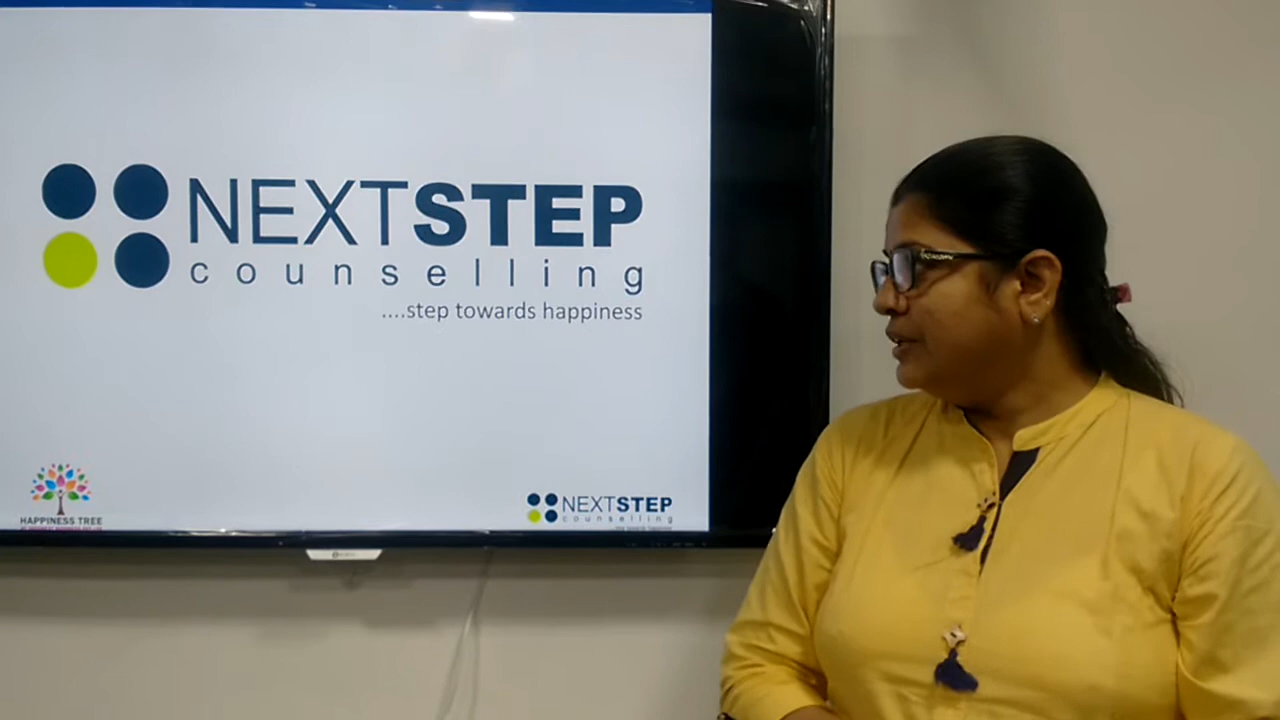 NEXTSTEP
counselling
....step towards happiness
HAPPINESS TREE
NEXTSTEP
counselling